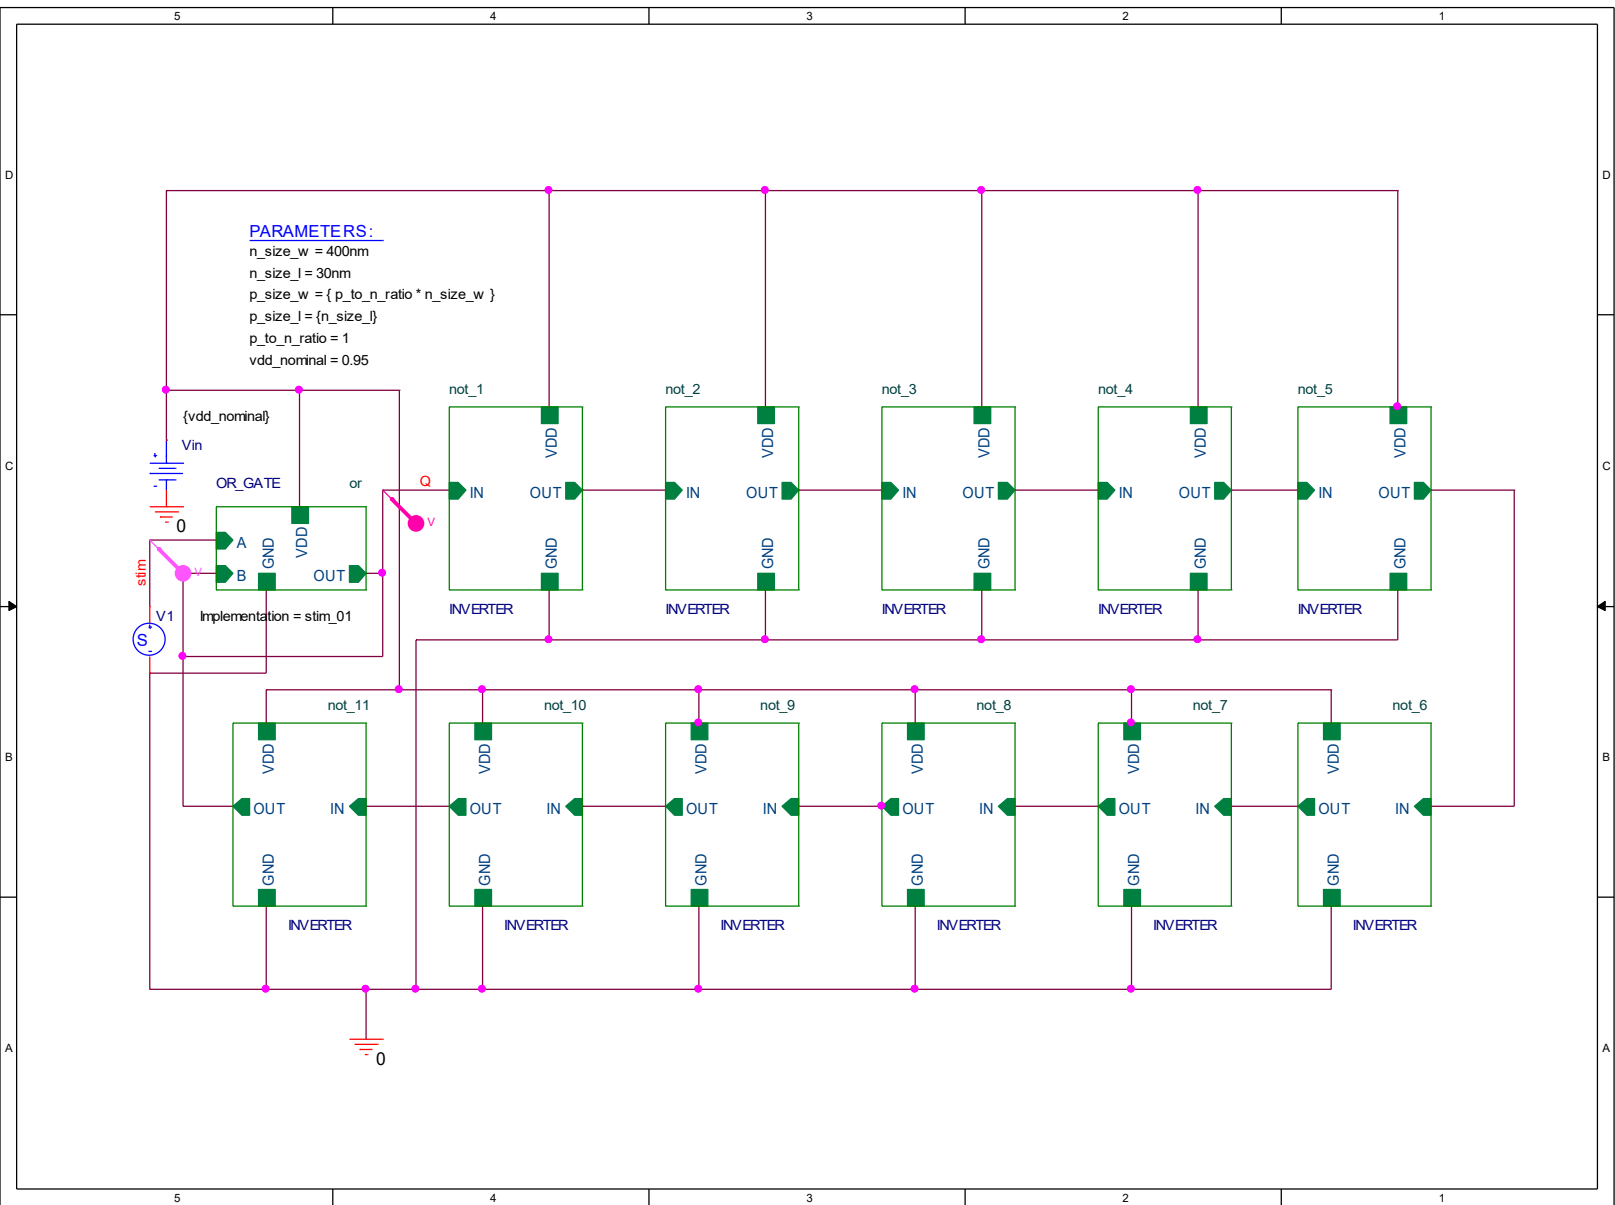 5 4 3 2 1
D D
PARAMETERS:
n_size_w = 400nm
n_size_l = 30nm
p_size_w = { p_to_n_ratio * n_size_w }
p_size_l = {n_size_l}
p_to_n_ratio = 1
vdd_nominal = 0.95
not_1 not_2 not_3 not_4 not_5
{vdd_nominal}
VDD VDD VDD VDD VDD
Vin
C C
OR_GATE or Q
IN OUT IN OUT IN OUT IN OUT IN OUT
0
V
A GND VDD
GND GND GND GND GND
stim V B OUT
INVERTER INVERTER INVERTER INVERTER INVERTER
V1 Implementation = stim_01
S
not_11 not_10 not_9 not_8 not_7 not_6
B B
VDD VDD VDD VDD VDD VDD
OUT IN OUT IN OUT IN OUT IN OUT IN OUT IN
GND GND GND GND GND GND
INVERTER INVERTER INVERTER INVERTER INVERTER INVERTER
A A
0
5 4 3 2 1